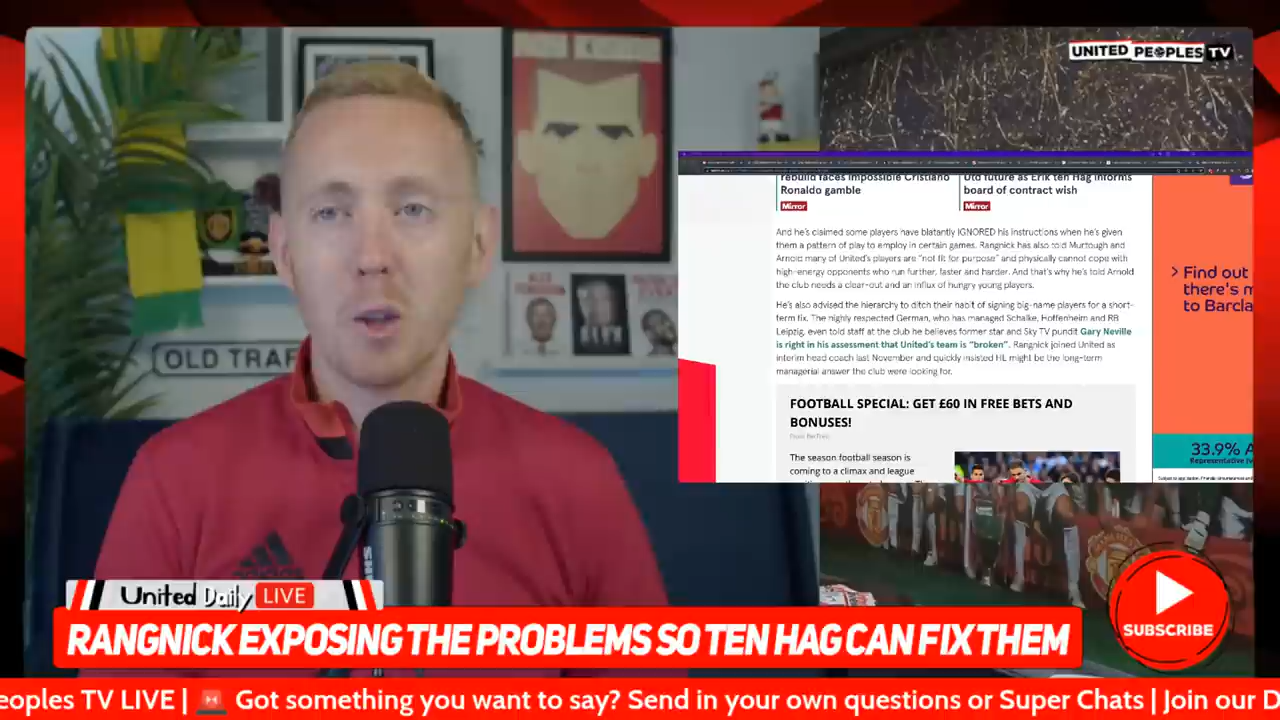 UNITED PEOPLES TV
rebuild faces impossible Cristiano
Ronaldo gamble
Mirror
Utd future as Erik ten Hag informs
board of contract wish
Mirror
And he's claimed some players have blatantly IGNORED his instructions when he's given
them a pattern of play to employ in certain games. Rangnick has also told Murtough and
Arnold many of United's players are "not fit for purpose" and physically cannot cope with
high-energy opponents who run further, faster and harder. And that's why he's told Arnold
the club needs a clear-out and an influx of hungry young players.
He's also advised the hierarchy to ditch their habit of signing big-name players for a short-
term fix. The highly respected German, who has managed Schalke, Hoffenheim and RB
Leipzig, even told staff at the club he believes former star and Sky TV pundit Gary Neville
is right in his assessment that United's team is "broken". Rangnick joined United as
interim head coach last November and quickly insisted HE might be the long-
term managerial answer the club were looking for.
FOOTBALL SPECIAL: GET £60 IN FREE BETS AND
BONUSES!
The season football season is
coming to a climax and league
> Find out
there's m
to Barcla
33.9% A
Representative
OLD TRAF
adidas
SHU
United Daily LIVE
RANGNICK EXPOSING THE PROBLEMS SO TEN HAG CAN FIX THEM
SUBSCRIBE
eoples TV LIVE | 🚨 Got something you want to say? Send in your own questions or Super Chats | Join our D